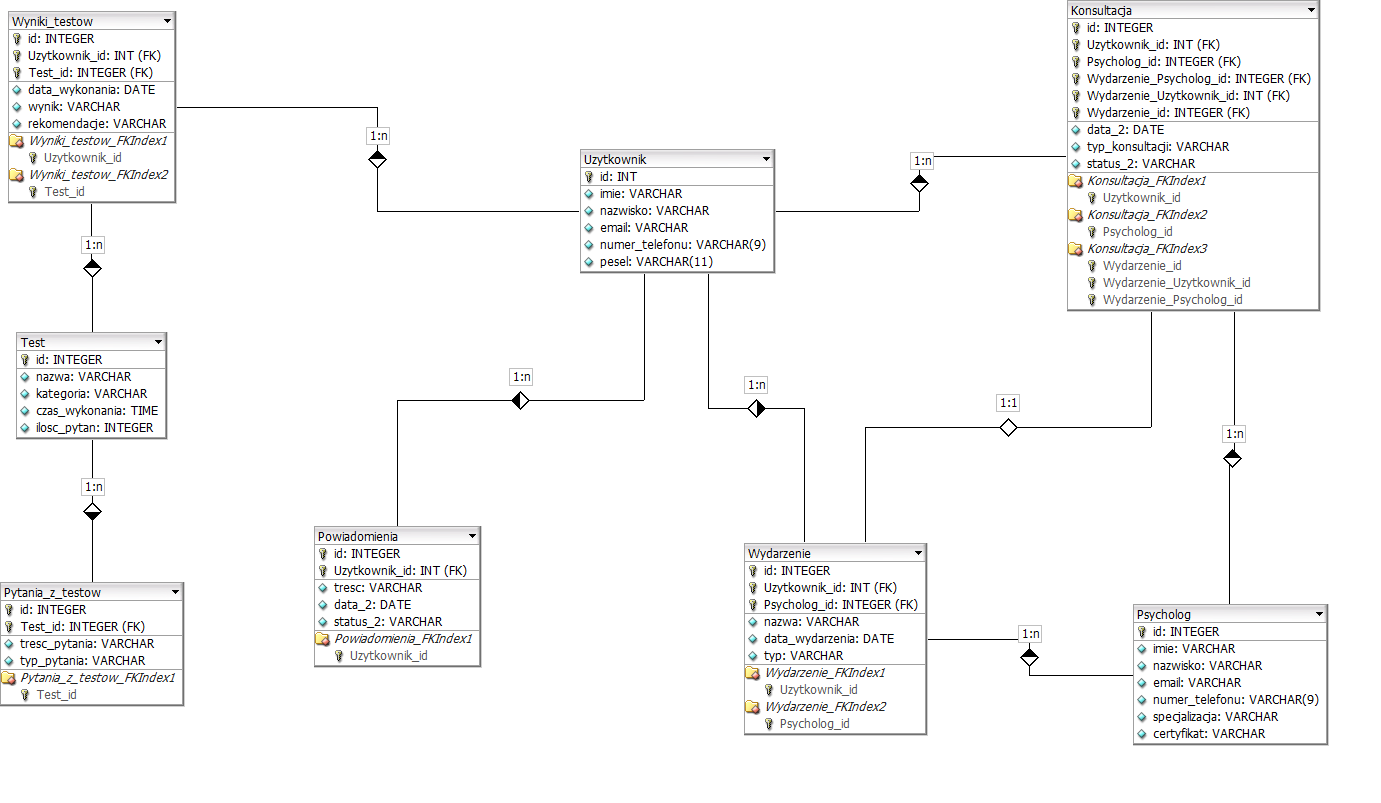 Wyniki_testow
id: INTEGER
Uzytkownik_id: INT (FK)
Test_id: INTEGER (FK)
data_wykonania: DATE
wynik: VARCHAR
rekomendacje: VARCHAR
Wyniki_testow_FKIndex1
Uzytkownik_id
Wyniki_testow_FKIndex2
Test_id
1:n
Test
id: INTEGER
nazwa: VARCHAR
kategoria: VARCHAR
czas_wykonania: TIME
ilosc_pytan: INTEGER
1:n
Pytania_z_testow
id: INTEGER
Test_id: INTEGER (FK)
tresc_pytania: VARCHAR
typ_pytania: VARCHAR
Pytania_z_testow_FKIndex1
Test_id
1:n
Uzytkownik
id: INT
imie: VARCHAR
nazwisko: VARCHAR
email: VARCHAR
numer_telefonu: VARCHAR(9)
pesel: VARCHAR(11)
1:n
Powiadomienia
id: INTEGER
Uzytkownik_id: INT (FK)
tresc: VARCHAR
data_2: DATE
status_2: VARCHAR
Powiadomienia_FKIndex1
Uzytkownik_id
1:n
Wydarzenie
id: INTEGER
Uzytkownik_id: INT (FK)
Psycholog_id: INTEGER (FK)
nazwa: VARCHAR
data_wydarzenia: DATE
typ: VARCHAR
Wydarzenie_FKIndex1
Uzytkownik_id
Wydarzenie_FKIndex2
Psycholog_id
1:n
Konsultacja
id: INTEGER
Uzytkownik_id: INT (FK)
Psycholog_id: INTEGER (FK)
Wydarzenie_Psycholog_id: INTEGER (FK)
Wydarzenie_Uzytkownik_id: INT (FK)
Wydarzenie_id: INTEGER (FK)
data_2: DATE
typ_konsultacji: VARCHAR
status_2: VARCHAR
Konsultacja_FKIndex1
Uzytkownik_id
Konsultacja_FKIndex2
Psycholog_id
Konsultacja_FKIndex3
Wydarzenie_id
Wydarzenie_Uzytkownik_id
Wydarzenie_Psycholog_id
1:1
1:n
1:n
Psycholog
id: INTEGER
imie: VARCHAR
nazwisko: VARCHAR
email: VARCHAR
numer_telefonu: VARCHAR(9)
specjalizacja: VARCHAR
certyfikat: VARCHAR